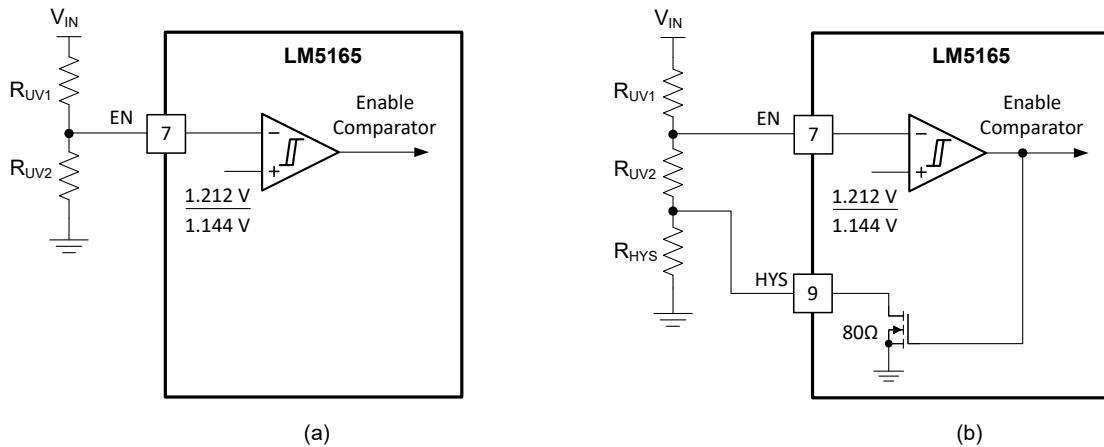 V_IN
LM5165
R_UV1
EN
7
Enable
Comparator
−
+
R_UV2
1.212 V
1.144 V
(a)
V_IN
LM5165
R_UV1
EN
7
Enable
Comparator
−
+
R_UV2
1.212 V
1.144 V
R_HYS
HYS
9
80Ω
(b)